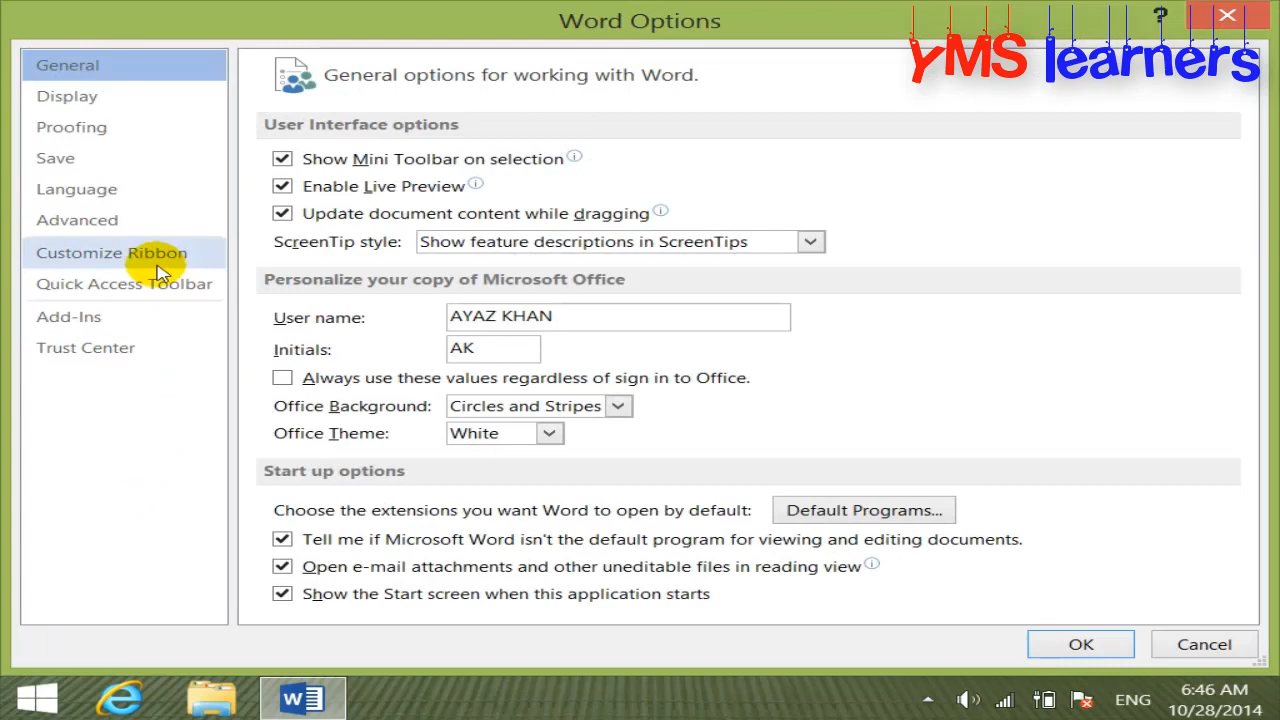 Word Options
?
YMS learners
General
Display
Proofing
Save
Language
Advanced
Customize Ribbon
Quick Access Toolbar
Add-Ins
Trust Center
General options for working with Word.
User Interface options
Show Mini Toolbar on selection
Enable Live Preview
Update document content while dragging
ScreenTip style: Show feature descriptions in ScreenTips
Personalize your copy of Microsoft Office
User name: AYAZ KHAN
Initials: AK
Always use these values regardless of sign in to Office.
Office Background: Circles and Stripes
Office Theme: White
Start up options
Choose the extensions you want Word to open by default: Default Programs...
Tell me if Microsoft Word isn't the default program for viewing and editing documents.
Open e-mail attachments and other uneditable files in reading view
Show the Start screen when this application starts
OK Cancel
ENG
6:46 AM
10/28/2014